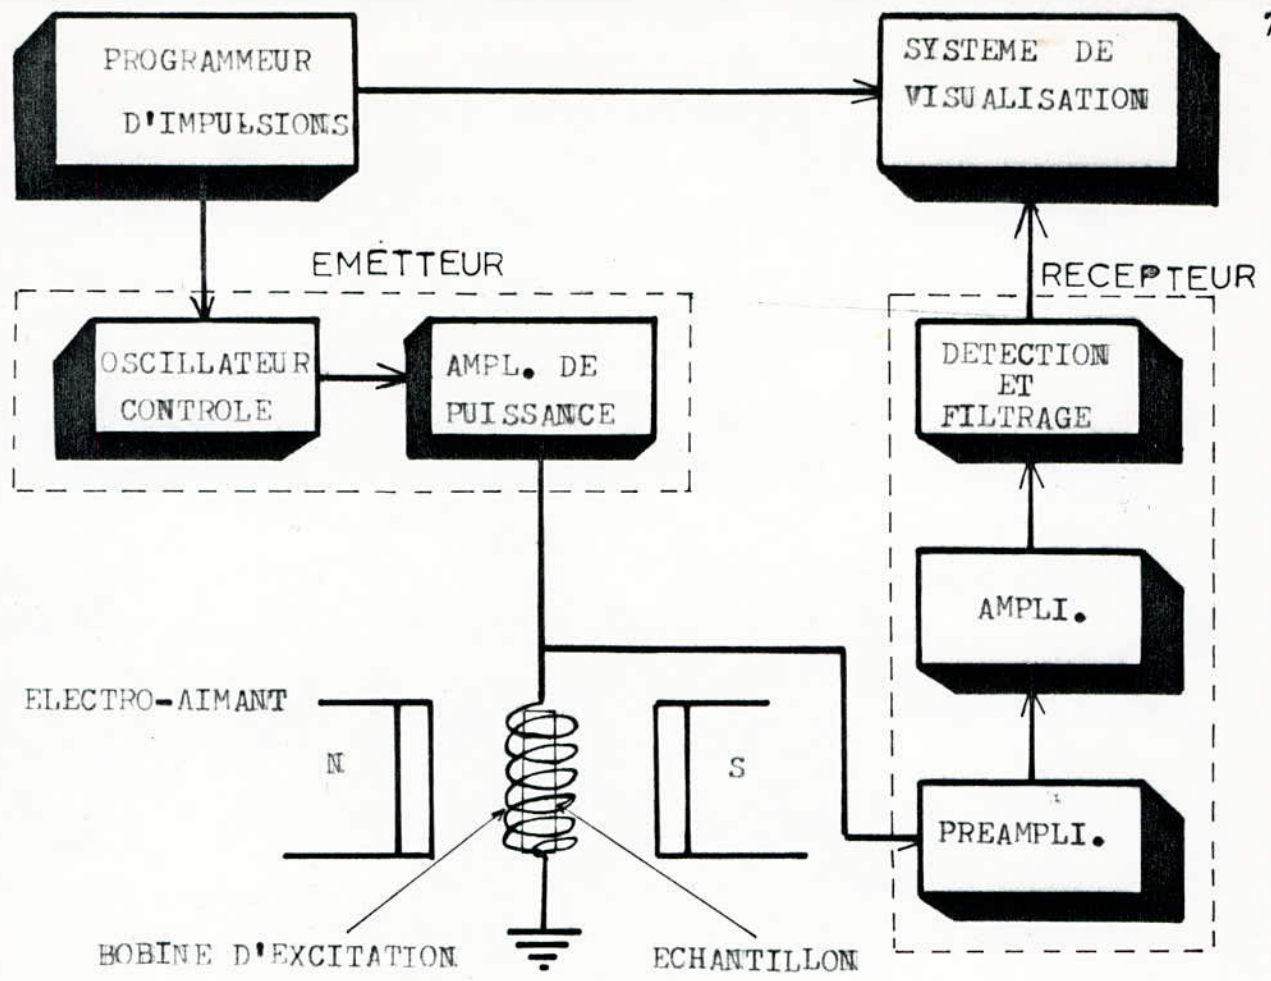 PROGRAMMEUR
D'IMPULSIONS
SYSTEME DE
VISUALISATION
EMETTEUR
RECEPTEUR
OSCILLATEUR
CONTROLE
AMPL. DE
PUISSANCE
DETECTION
ET
FILTRAGE
AMPLI.
ELECTRO-AIMANT
N
S
PREAMPLI.
BOBINE D'EXCITATION
ECHANTILLON